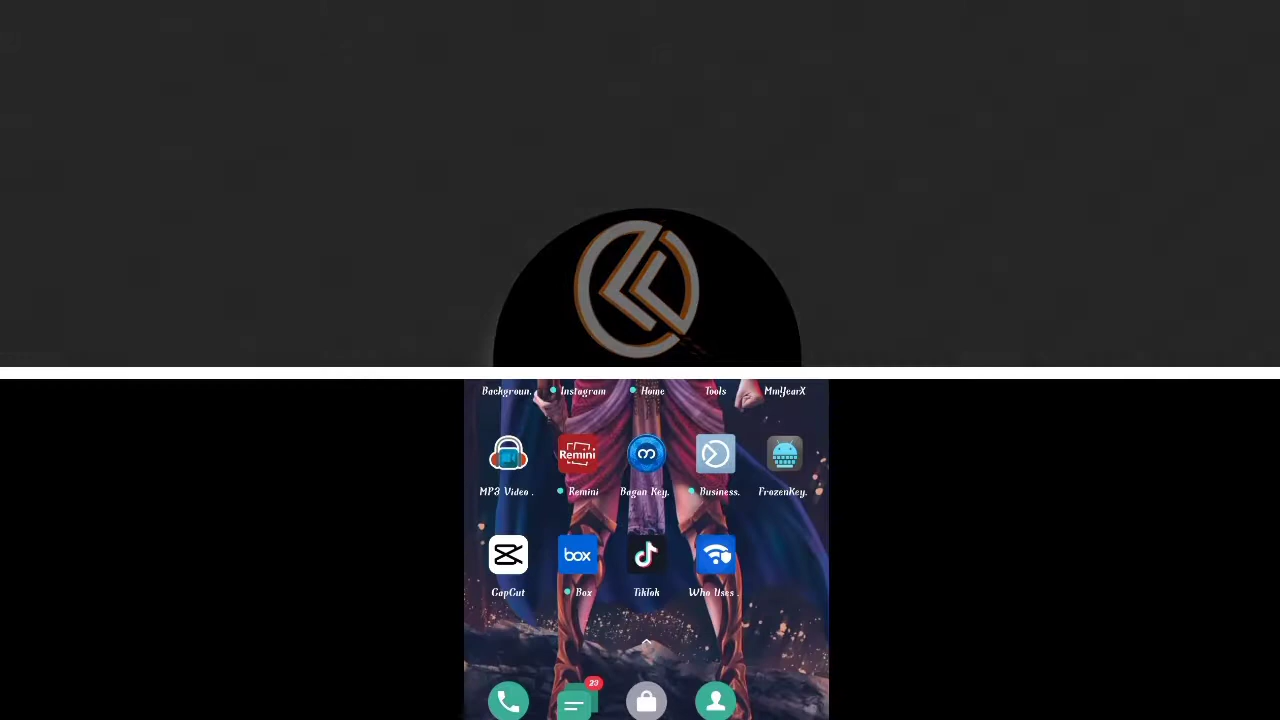 Backgroun. Instagram Home Tools MmYearX
Remini
MP3 Video . Remini Bagan Key. Business. FrozenKey.
box
CapCut Box TikTok Who Uses .
23